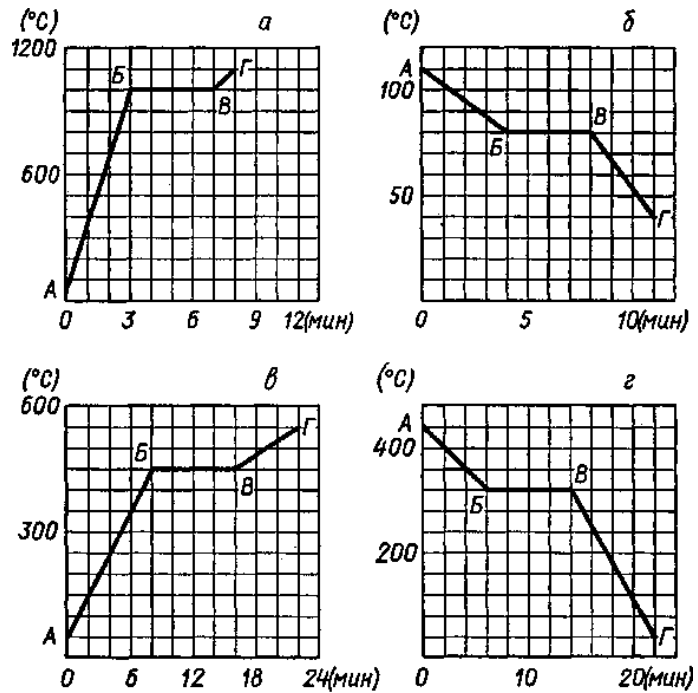 (°C) а
1200
Б Г
В
600
А
0 3 6 9 12(мин)
(°C) б
А
100
Б В
50
Г
0 5 10(мин)
(°C) в
600
Б Г
В
300
А
0 6 12 18 24(мин)
(°C) г
А
400
Б В
200
Г
0 10 20(мин)